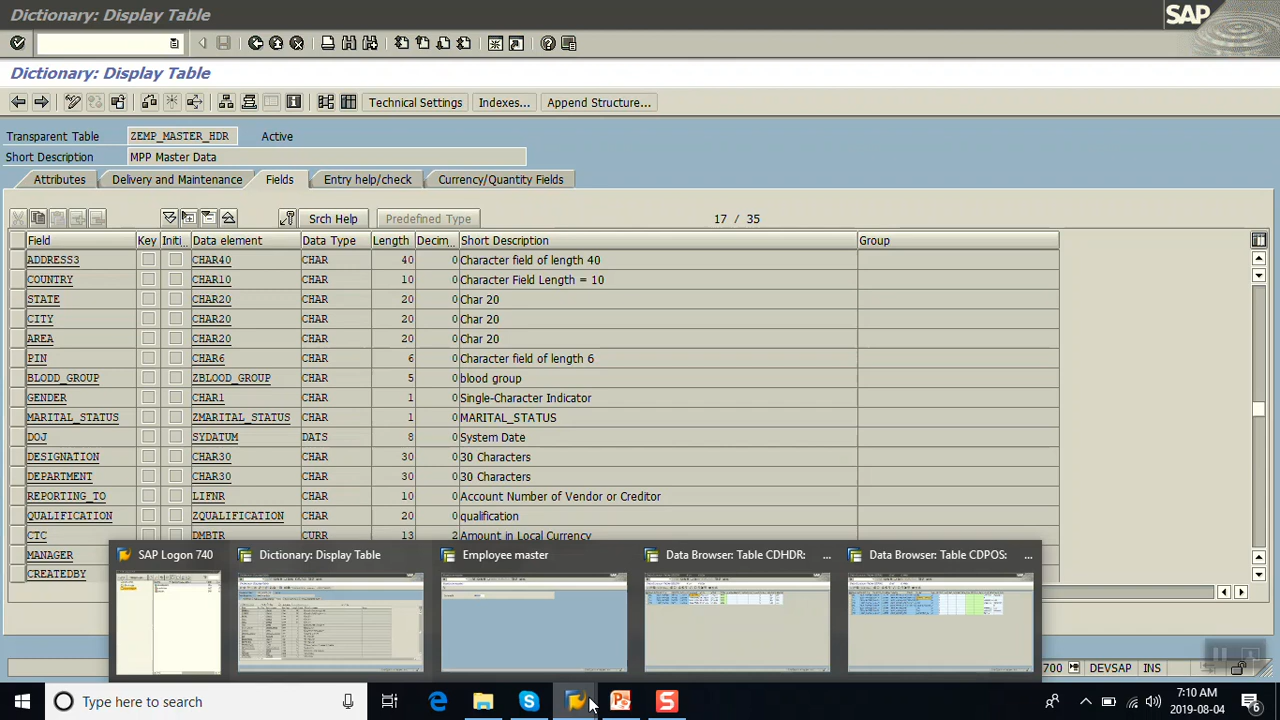 Dictionary: Display Table
SAP
Dictionary: Display Table
Technical Settings Indexes... Append Structure...
Transparent Table ZEMP_MASTER_HDR Active
Short Description MPP Master Data
Attributes Delivery and Maintenance Fields Entry help/check Currency/Quantity Fields
Srch Help Predefined Type 17 / 35
Field Key Initi... Data element Data Type Length Decim... Short Description Group
ADDRESS3 CHAR40 CHAR 40 0 Character field of length 40
COUNTRY CHAR10 CHAR 10 0 Character Field Length = 10
STATE CHAR20 CHAR 20 0 Char 20
CITY CHAR20 CHAR 20 0 Char 20
AREA CHAR20 CHAR 20 0 Char 20
PIN CHAR6 CHAR 6 0 Character field of length 6
BLODD_GROUP ZBLOOD_GROUP CHAR 5 0 blood group
GENDER CHAR1 CHAR 1 0 Single-Character Indicator
MARITAL_STATUS ZMARITAL_STATUS CHAR 1 0 MARITAL_STATUS
DOJ SYDATUM DATS 8 0 System Date
DESIGNATION CHAR30 CHAR 30 0 30 Characters
DEPARTMENT CHAR30 CHAR 30 0 30 Characters
REPORTING_TO LIFNR CHAR 10 0 Account Number of Vendor or Creditor
QUALIFICATION ZQUALIFICATION CHAR 20 0 qualification
CTC DMBTR CURR 13 2 Amount in Local Currency
MANAGER
CREATEDBY
SAP Logon 740 Dictionary: Display Table Employee master Data Browser: Table CDHDR: ... Data Browser: Table CDPOS: ...
700 DEVSAP INS
Type here to search
7:10 AM
2019-08-04
6